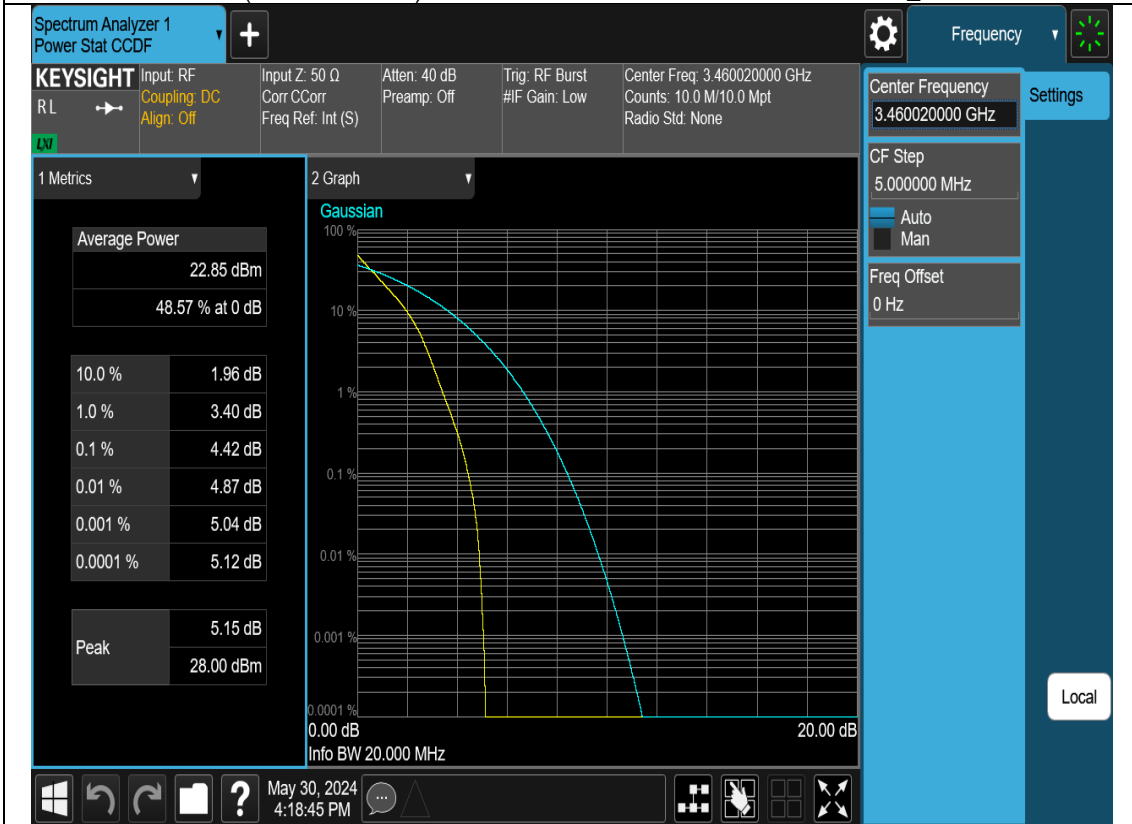 Spectrum Analyzer 1
Power Stat CCDF
Frequency
KEYSIGHT
RL
LXI
Input: RF
Coupling: DC
Align: Off
Input Z: 50 Ω
Corr CCorr
Freq Ref: Int (S)
Atten: 40 dB
Preamp: Off
Trig: RF Burst
#IF Gain: Low
Center Freq: 3.460020000 GHz
Counts: 10.0 M/10.0 Mpt
Radio Std: None
Center Frequency
3.460020000 GHz
Settings
CF Step
5.000000 MHz
Auto
Man
Freq Offset
0 Hz
1 Metrics
Average Power
22.85 dBm
48.57 % at 0 dB
10.0 % 1.96 dB
1.0 % 3.40 dB
0.1 % 4.42 dB
0.01 % 4.87 dB
0.001 % 5.04 dB
0.0001 % 5.12 dB
Peak
5.15 dB
28.00 dBm
2 Graph
Gaussian
100 %
10 %
1 %
0.1 %
0.01 %
0.001 %
0.0001 %
0.00 dB 20.00 dB
Info BW 20.000 MHz
Local
?
May 30, 2024
4:18:45 PM